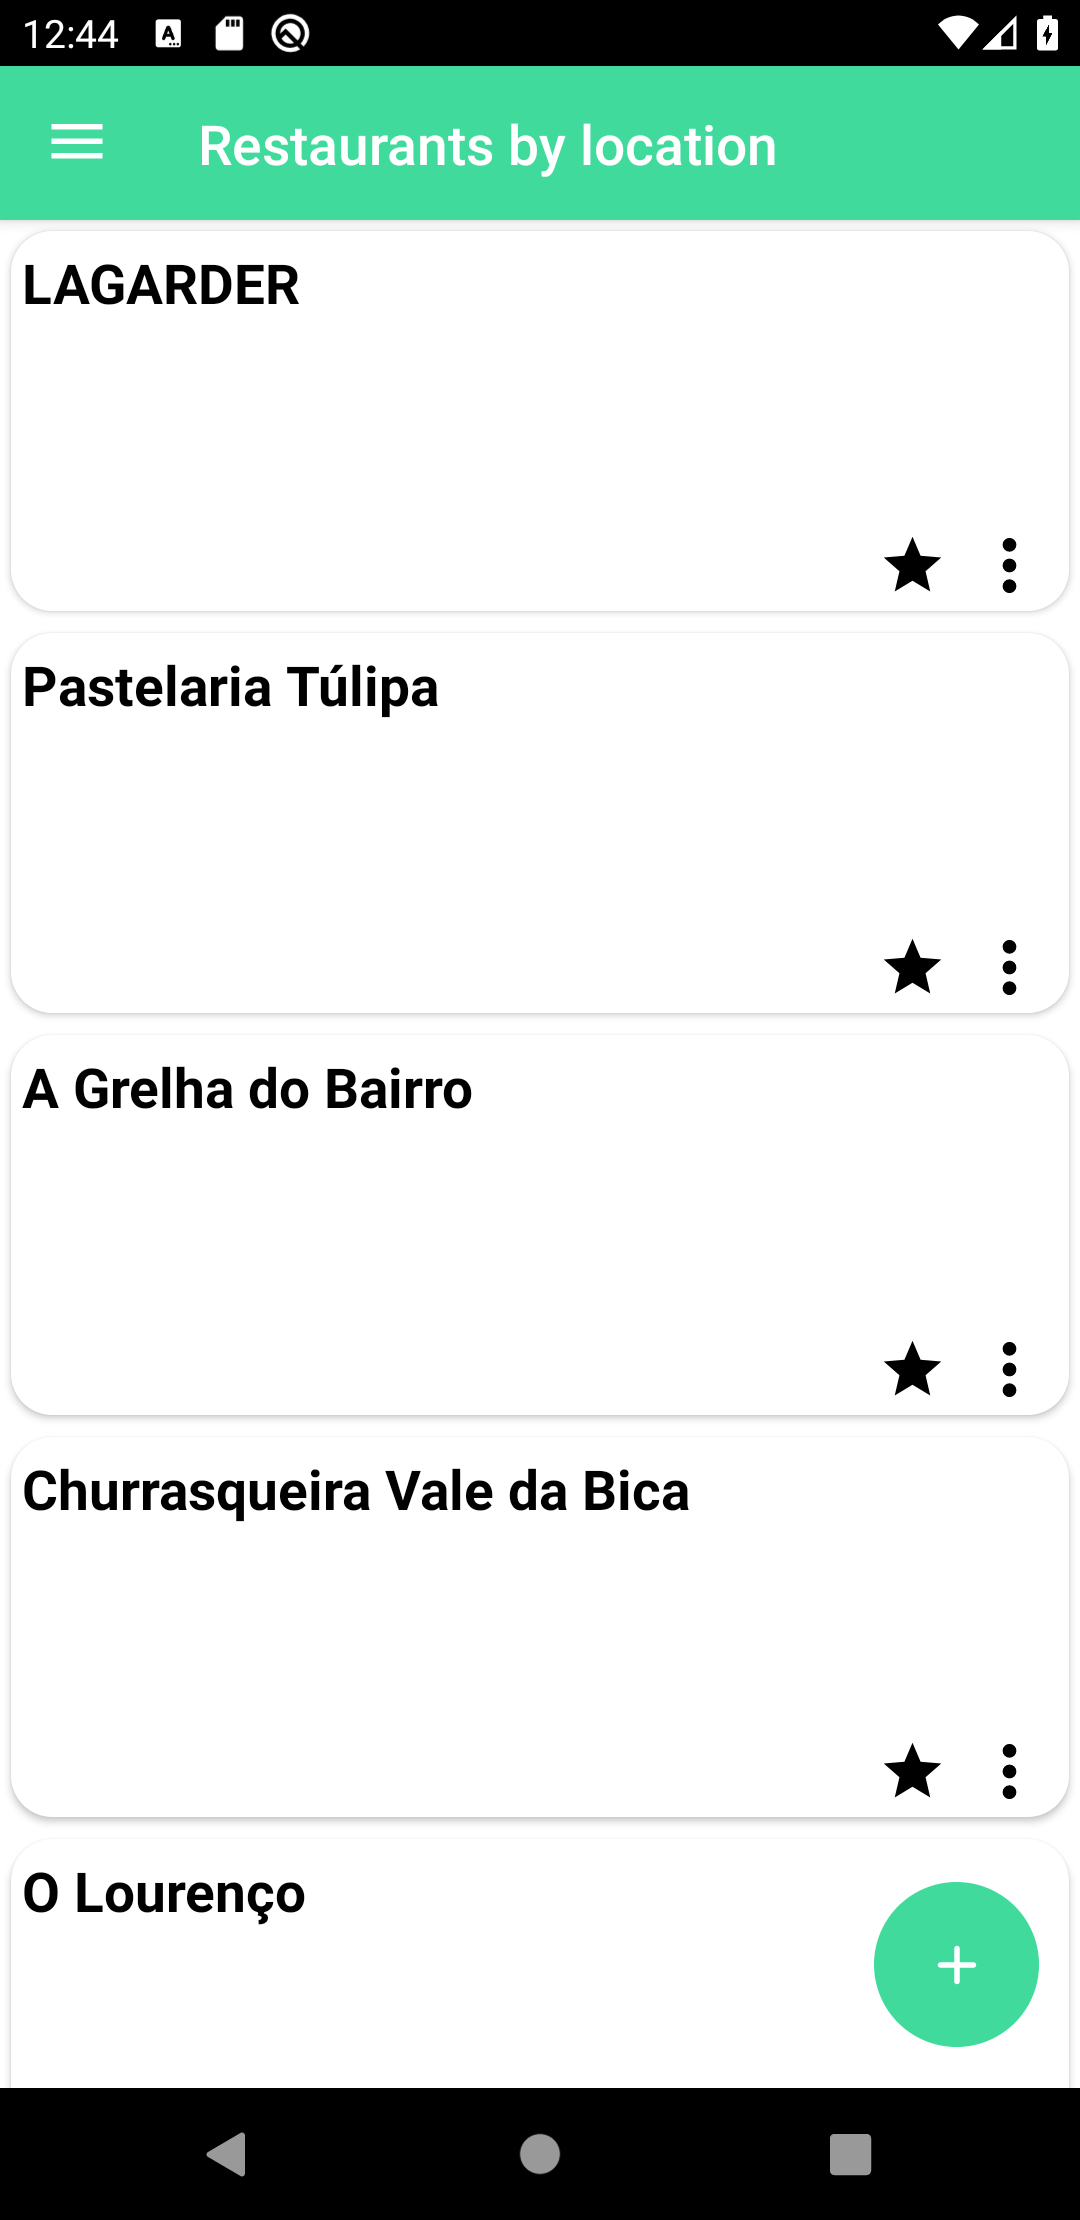 12:44
Restaurants by location
LAGARDER
Pastelaria Túlipa
A Grelha do Bairro
Churrasqueira Vale da Bica
O Lourenço